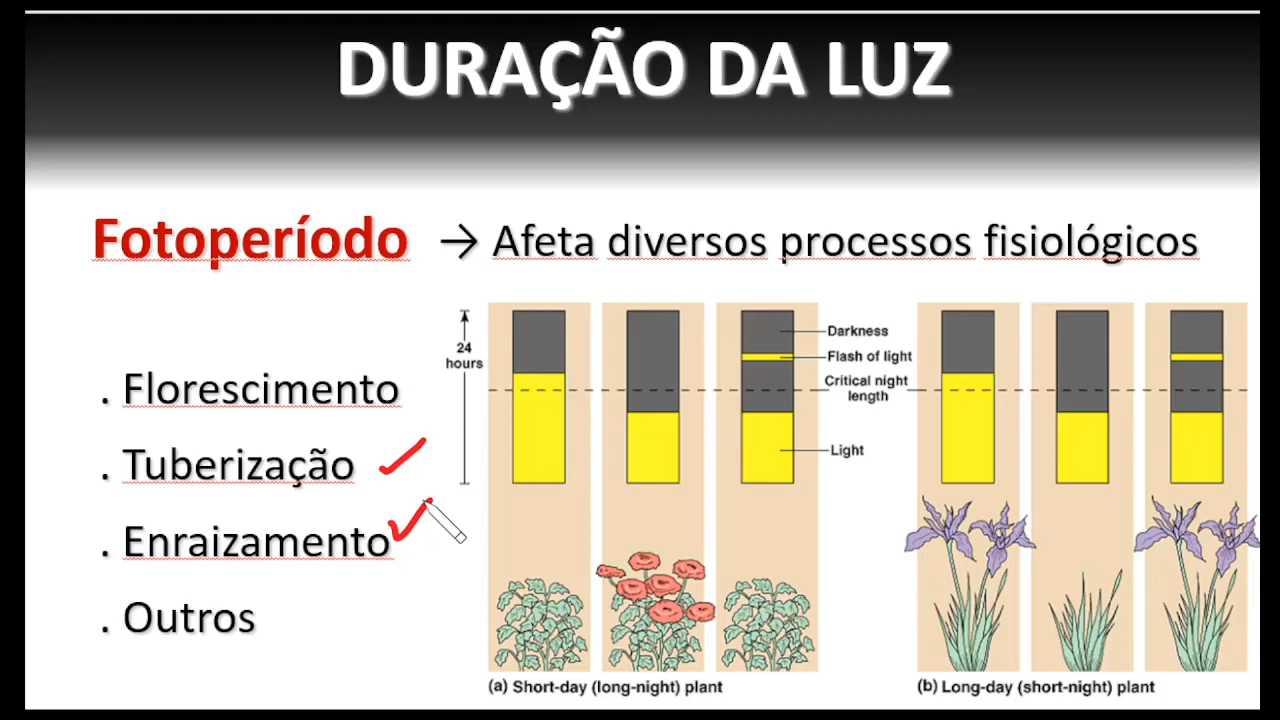 DURAÇÃO DA LUZ
Fotoperíodo → Afeta diversos processos fisiológicos
. Florescimento
. Tuberização
. Enraizamento
. Outros
24
hours
Darkness
Flash of light
Critical night
length
Light
(a) Short-day (long-night) plant
(b) Long-day (short-night) plant